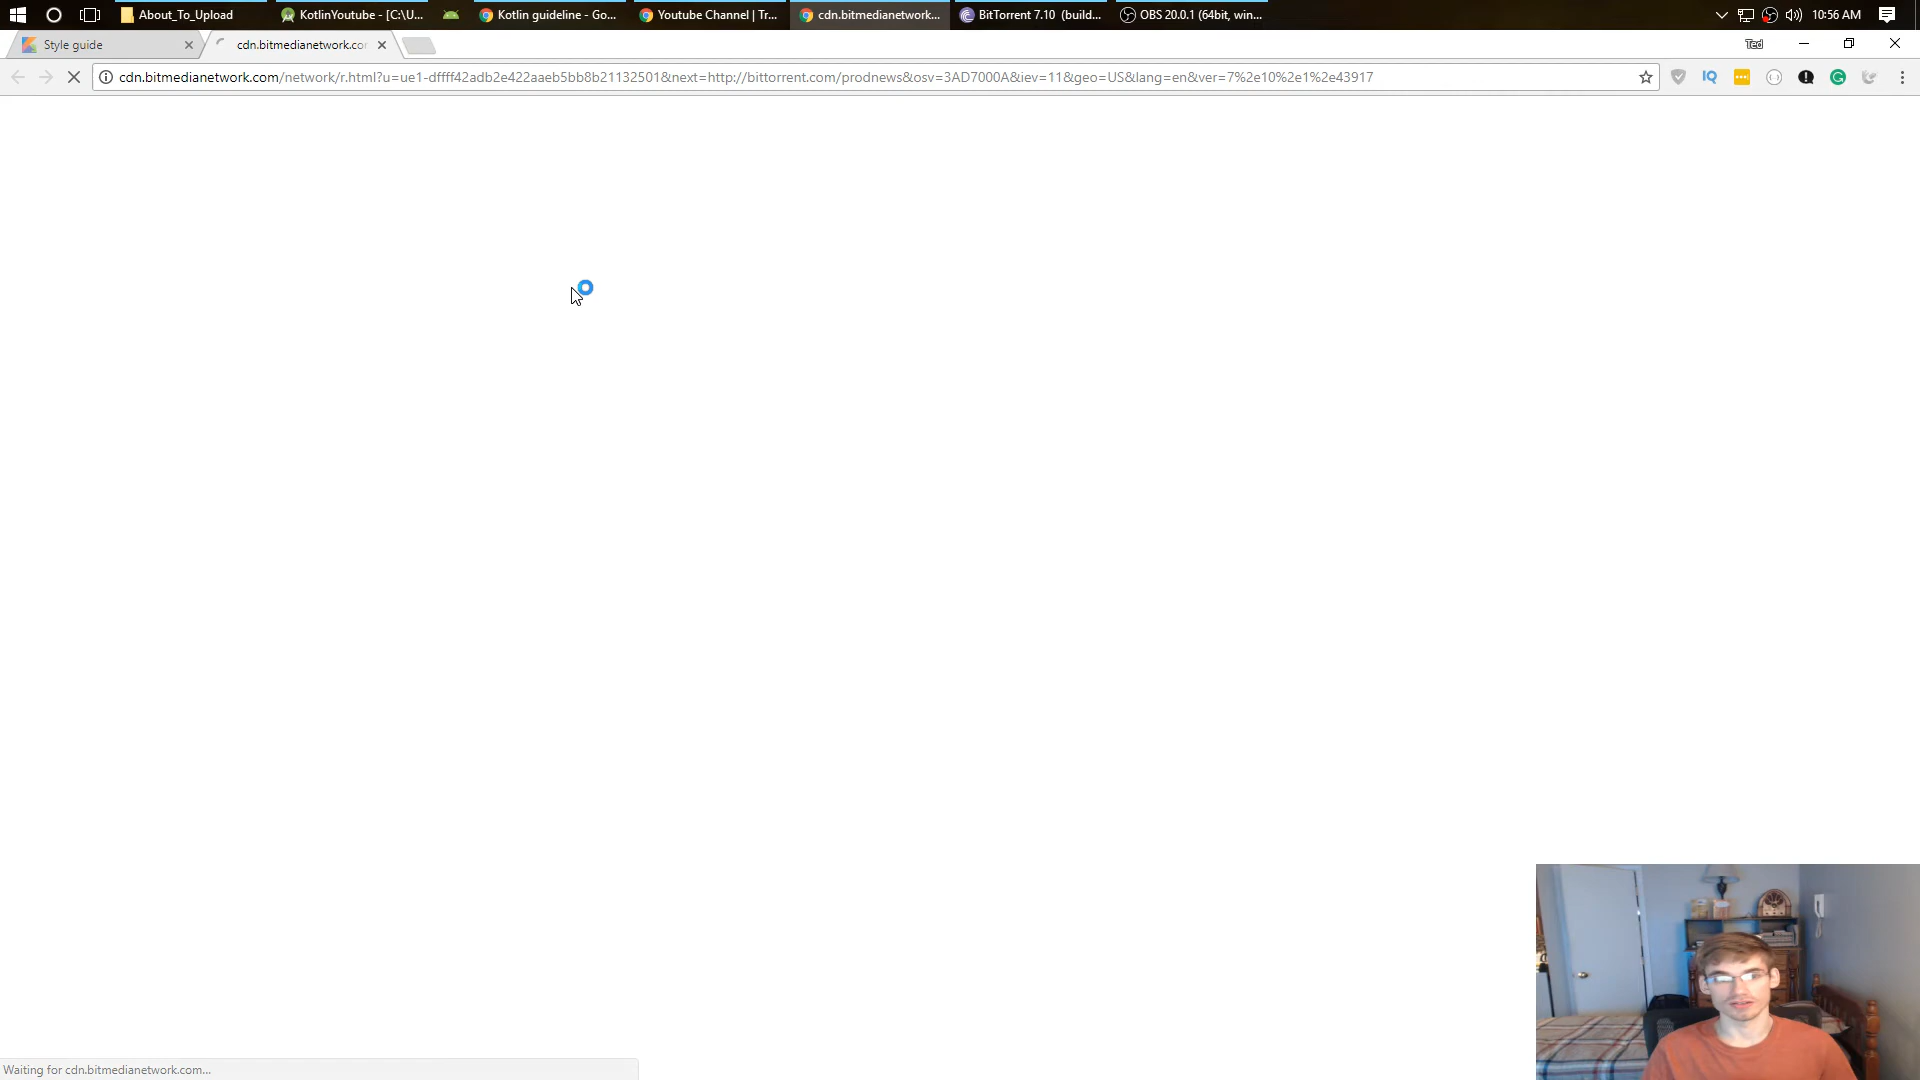 About_To_Upload
KotlinYoutube - [C:\U...
Kotlin guideline - Go...
Youtube Channel | Tr...
cdn.bitmedianetwork...
BitTorrent 7.10 (build...
OBS 20.0.1 (64bit, win...
10:56 AM
Style guide
cdn.bitmedianetwork.cor
Ted
cdn.bitmedianetwork.com/network/r.html?u=ue1-dffff42adb2e422aaeb5bb8b21132501&next=http://bittorrent.com/prodnews&osv=3AD7000A&iev=11&geo=US&lang=en&ver=7%2e10%2e1%2e43917
IQ
Waiting for cdn.bitmedianetwork.com...